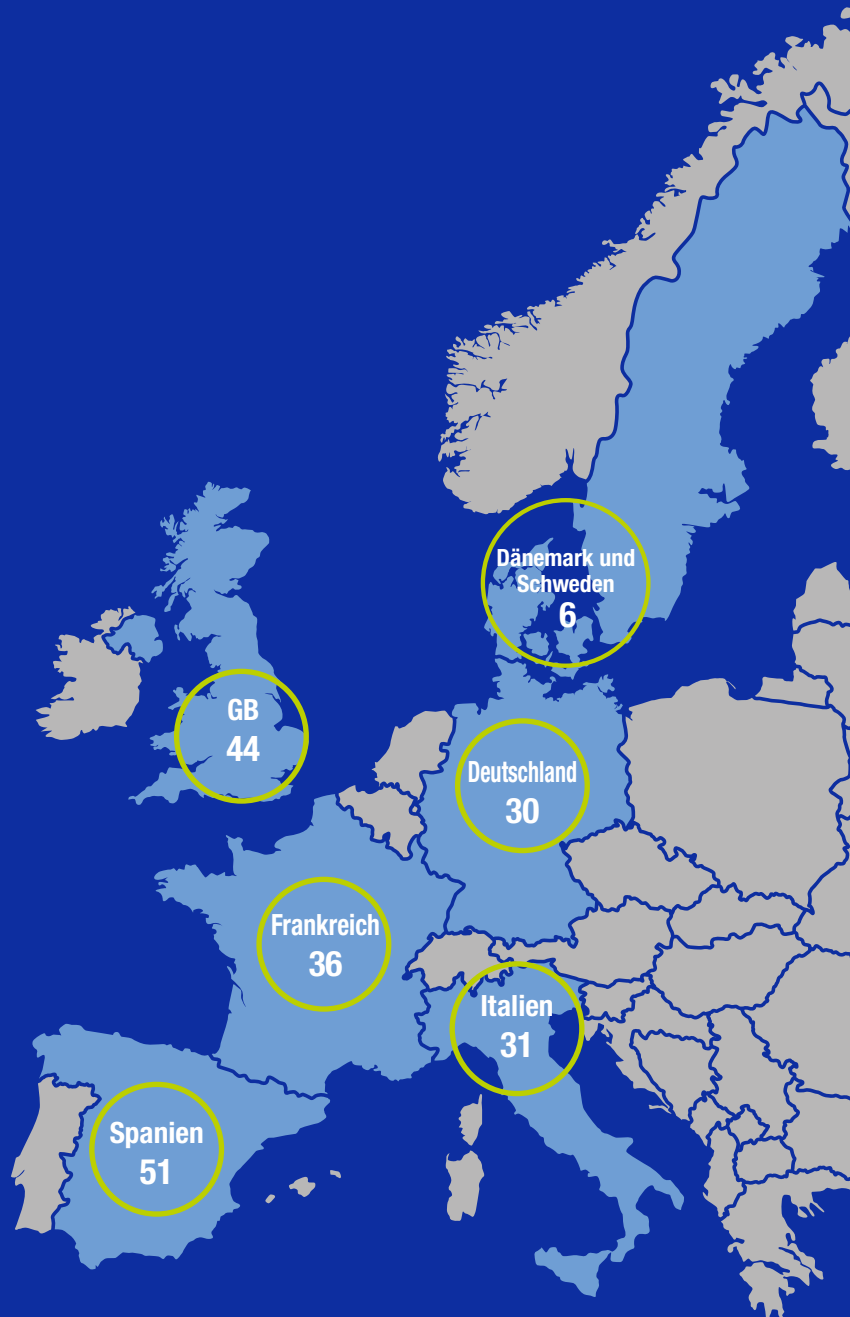 Dänemark und
Schweden
6
GB
44
Deutschland
30
Frankreich
36
Italien
31
Spanien
51